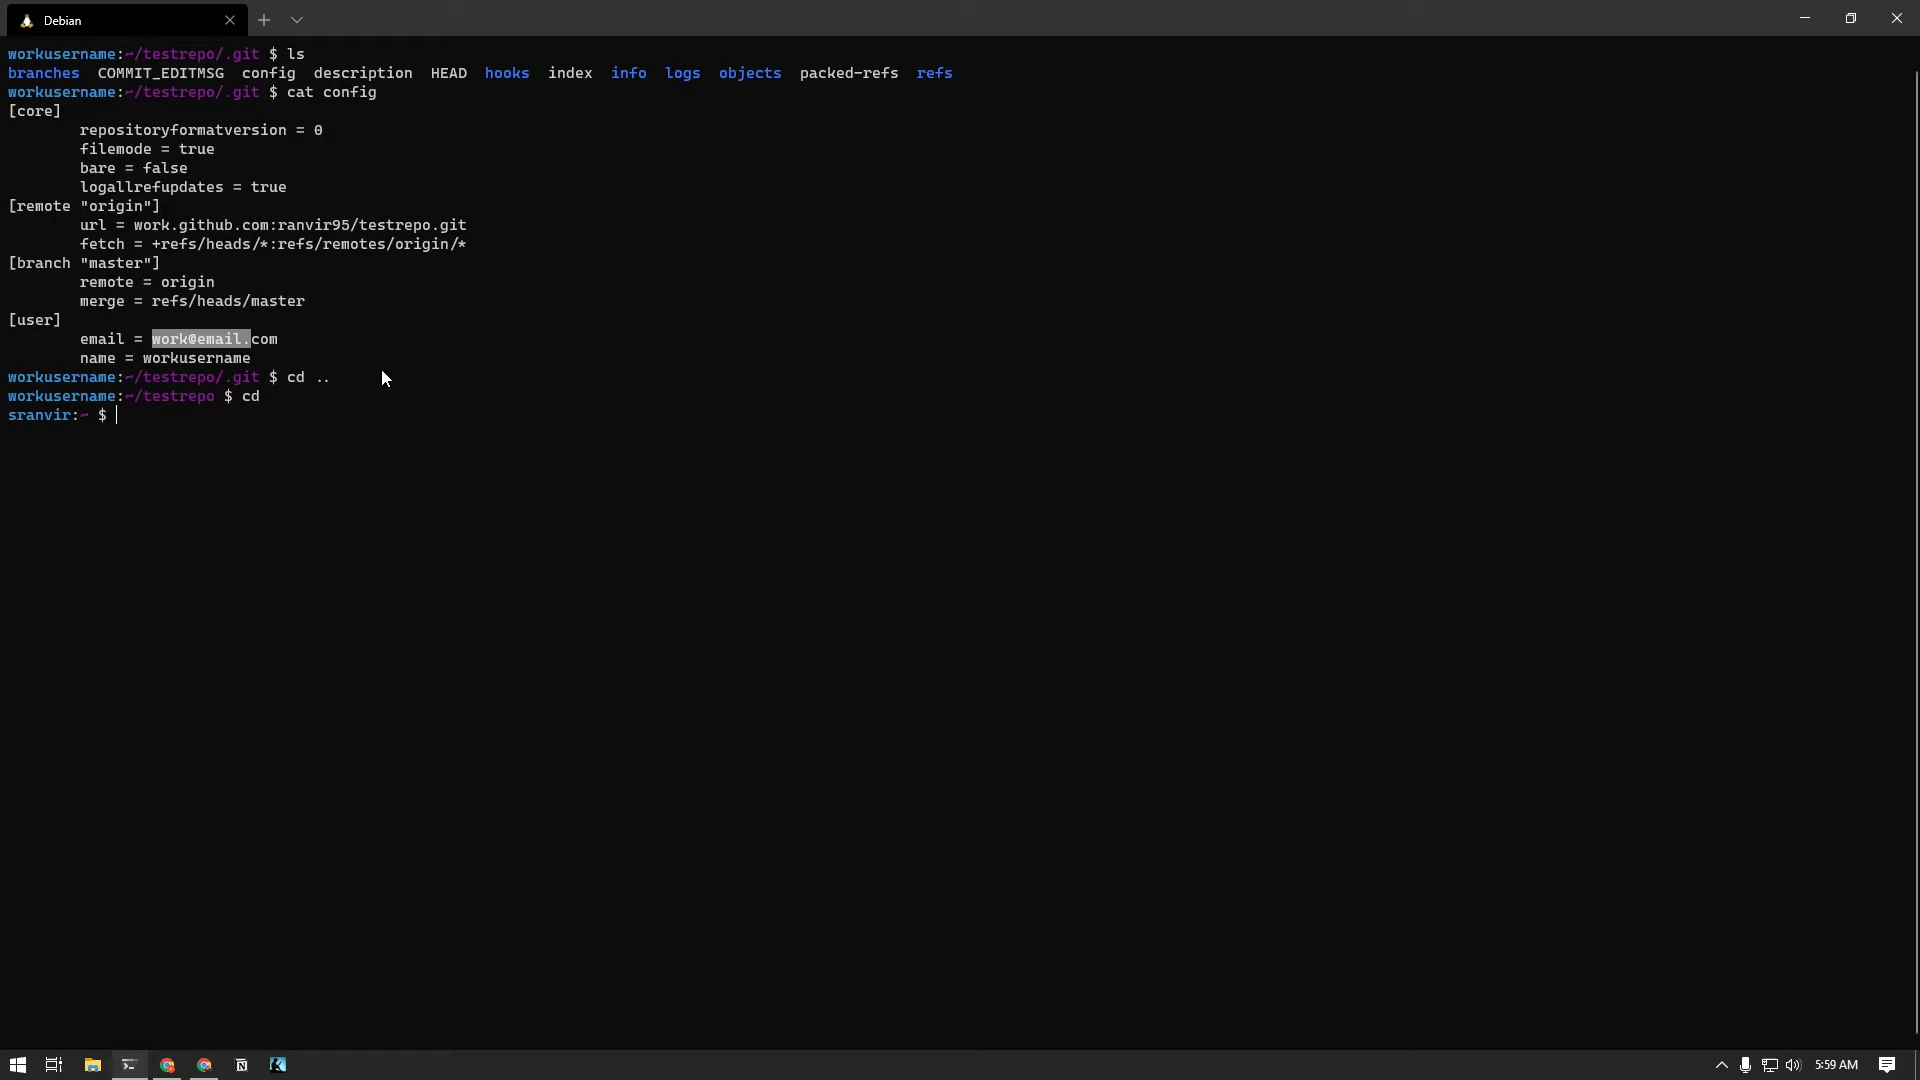 Debian
workusername:~/testrepo/.git $ ls
branches  COMMIT_EDITMSG  config  description  HEAD  hooks  index  info  logs  objects  packed-refs  refs
workusername:~/testrepo/.git $ cat config
[core]
        repositoryformatversion = 0
        filemode = true
        bare = false
        logallrefupdates = true
[remote "origin"]
        url = work.github.com:ranvir95/testrepo.git
        fetch = +refs/heads/*:refs/remotes/origin/*
[branch "master"]
        remote = origin
        merge = refs/heads/master
[user]
        email = work@email.com
        name = workusername
workusername:~/testrepo/.git $ cd ..
workusername:~/testrepo $ cd
sranvir:~ $
5:59 AM